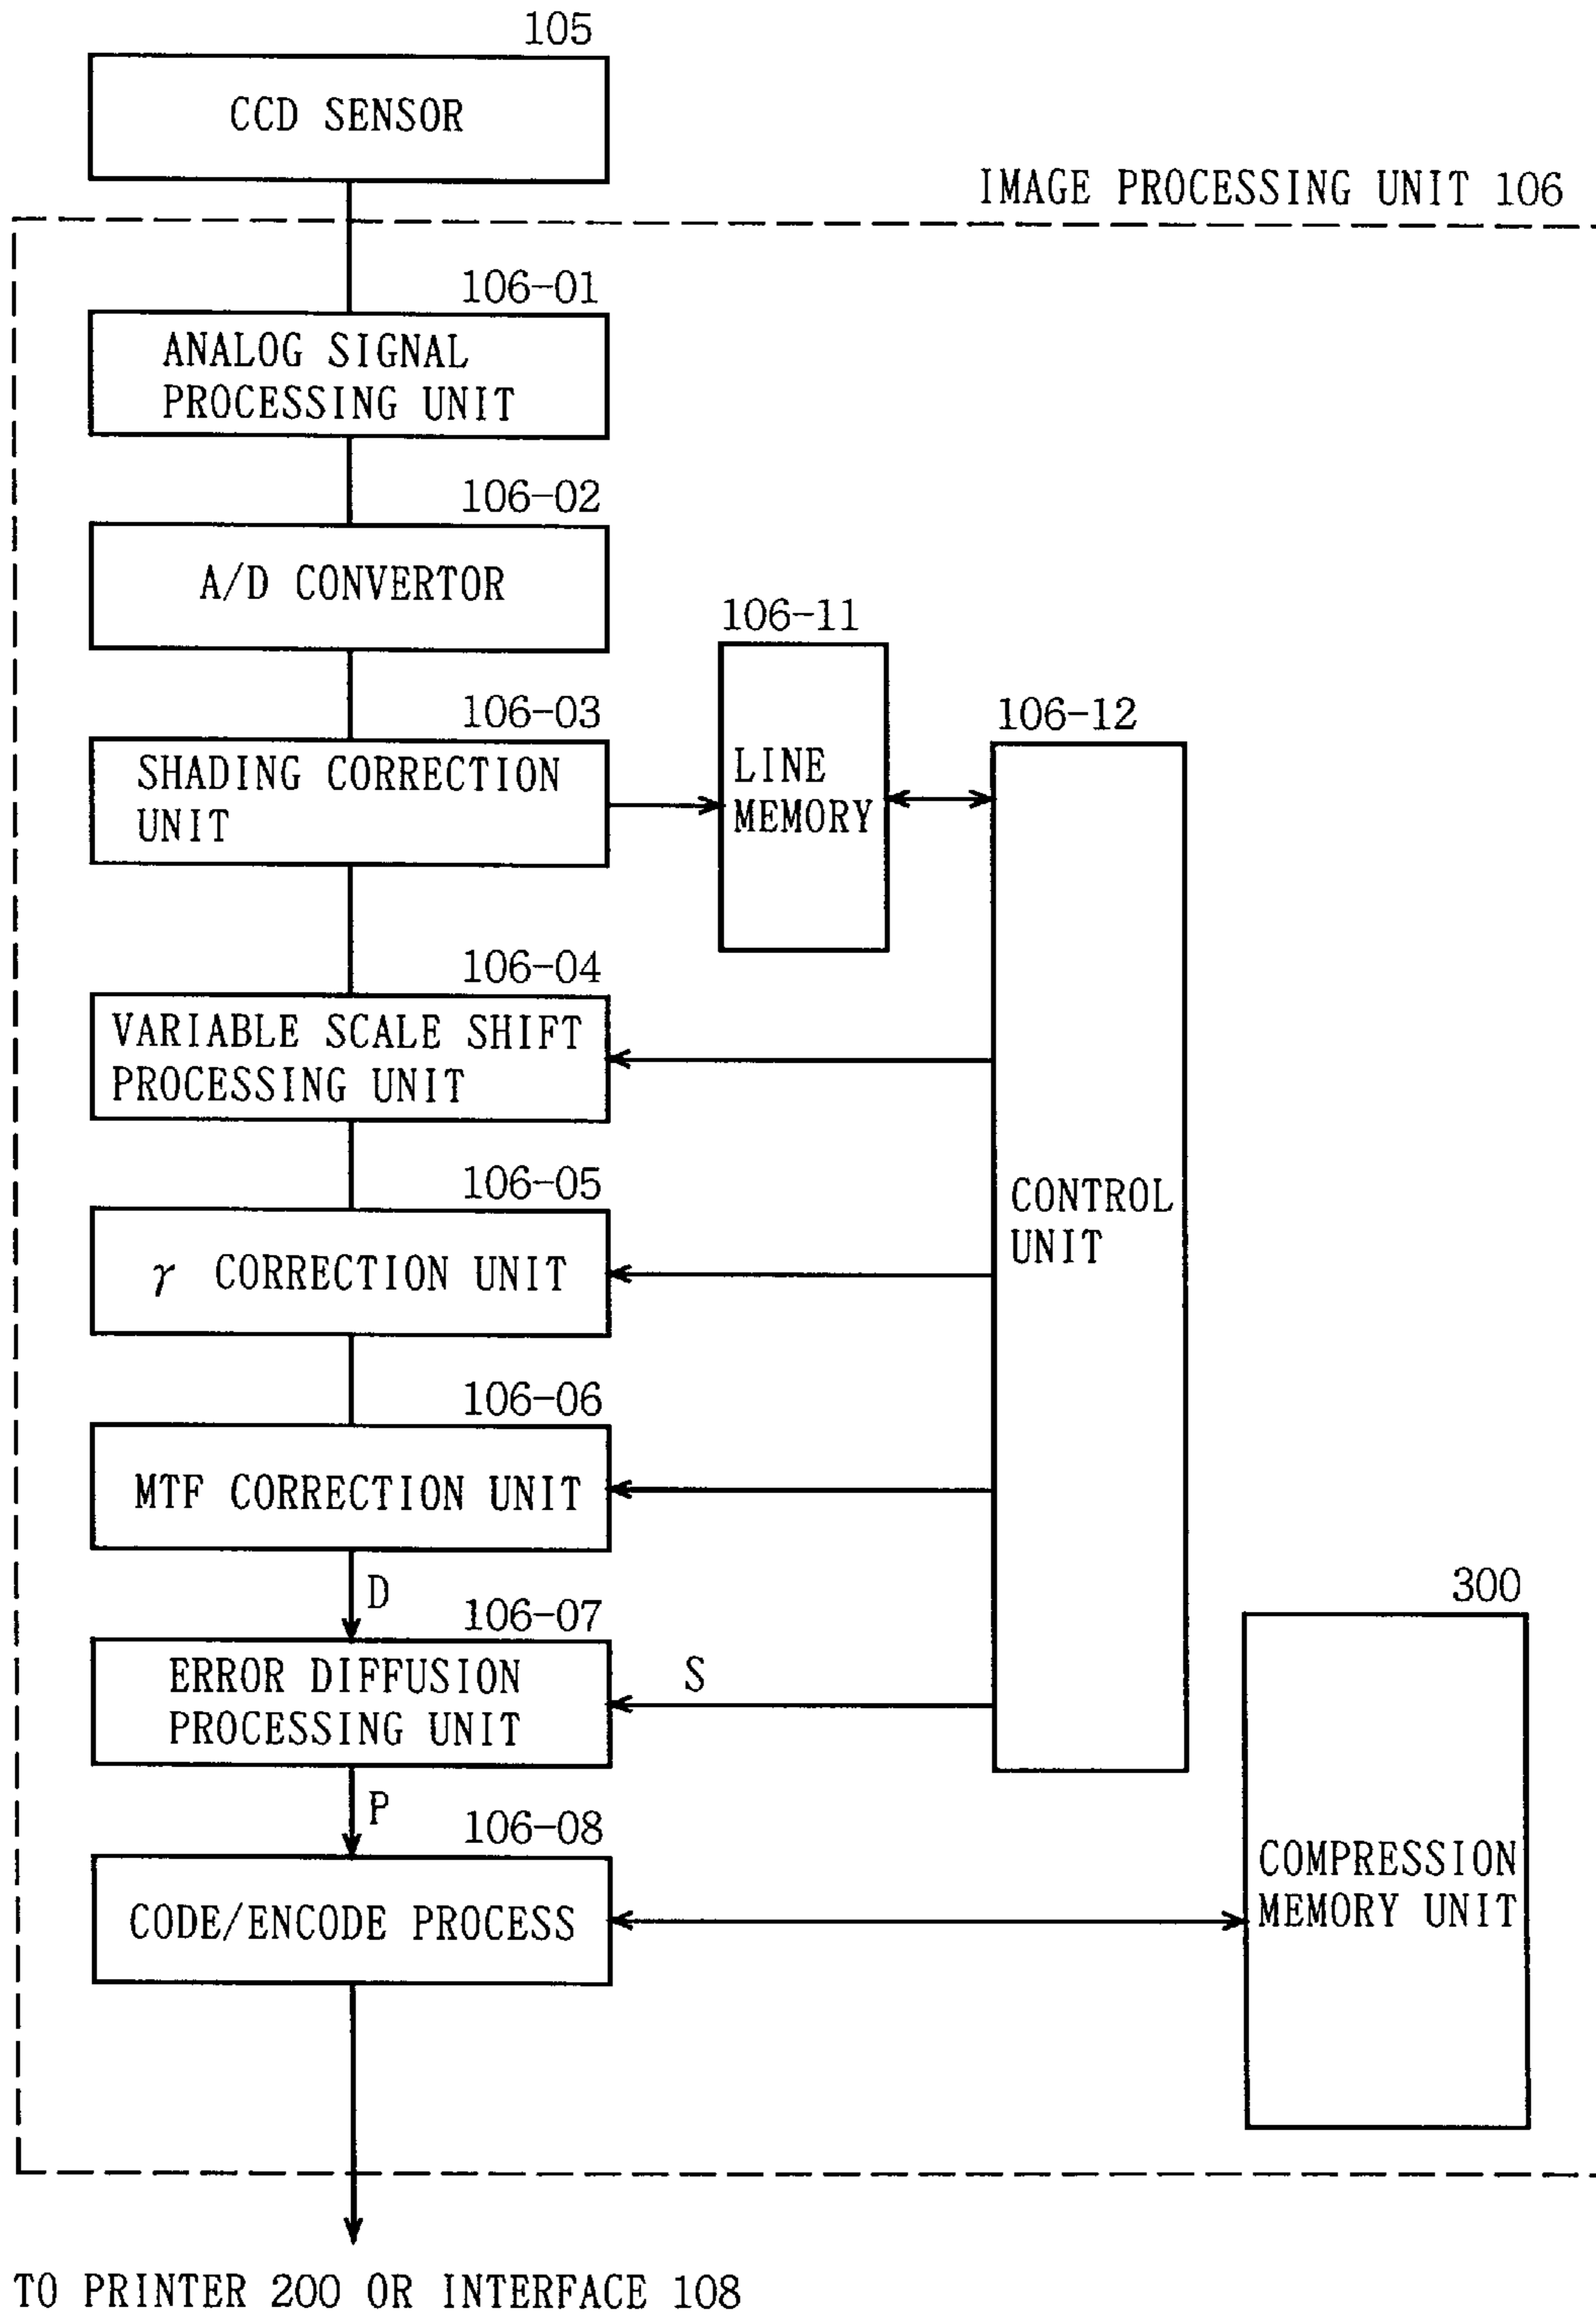 105
CCD SENSOR
IMAGE PROCESSING UNIT 106
106-01
ANALOG SIGNAL
PROCESSING UNIT
106-02
A/D CONVERTOR
106-11
LINE
MEMORY
106-03
SHADING CORRECTION
UNIT
106-12
CONTROL
UNIT
106-04
VARIABLE SCALE SHIFT
PROCESSING UNIT
106-05
γ CORRECTION UNIT
106-06
MTF CORRECTION UNIT
D
106-07
ERROR DIFFUSION
PROCESSING UNIT
S
300
COMPRESSION
MEMORY UNIT
P
106-08
CODE/ENCODE PROCESS
TO PRINTER 200 OR INTERFACE 108